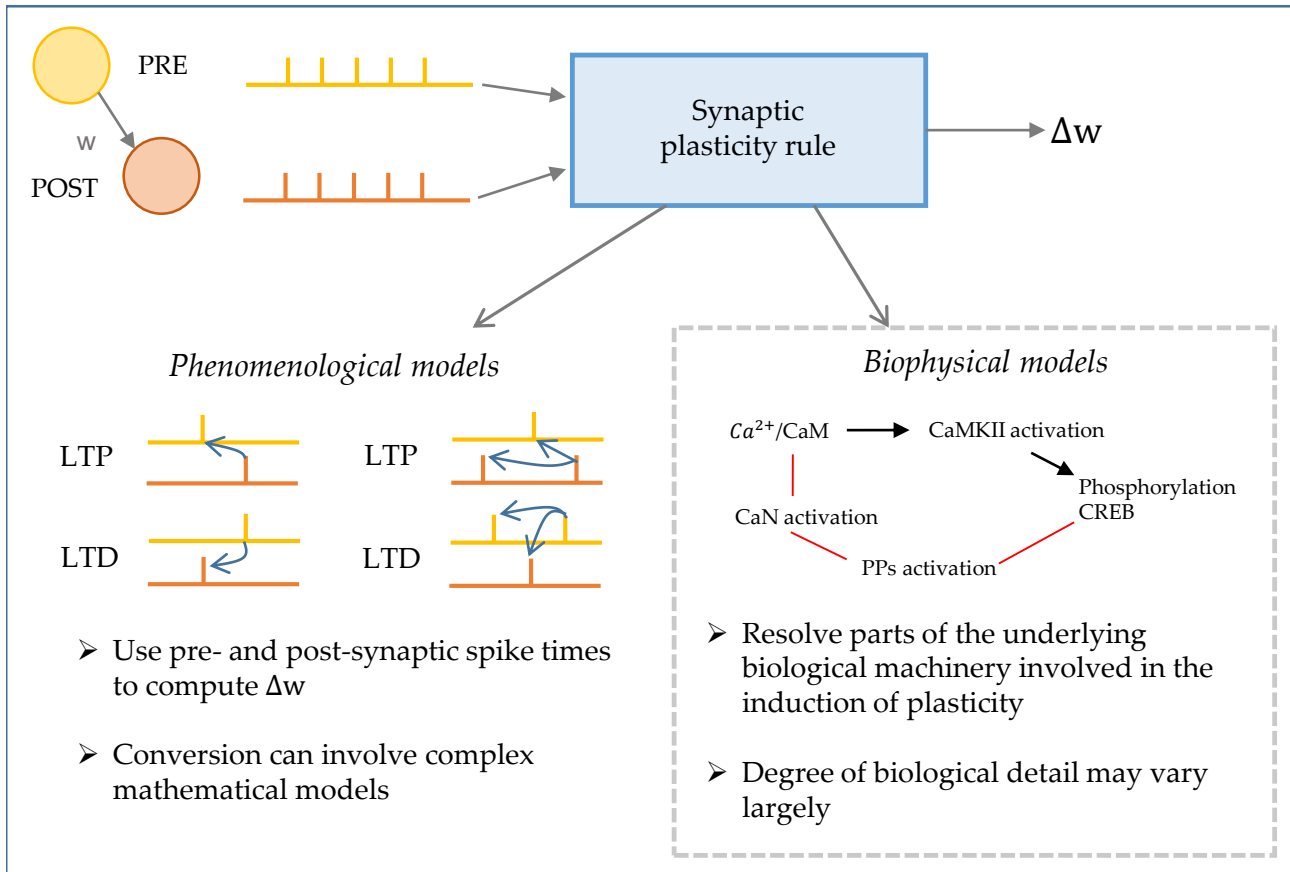 PRE
w
POST
Synaptic
plasticity rule
Δw
Phenomenological models
LTP
LTP
LTD
LTD
➢ Use pre- and post-synaptic spike times
to compute Δw
➢ Conversion can involve complex
mathematical models
Biophysical models
Ca²⁺/CaM
CaMKII activation
Phosphorylation
CREB
CaN activation
PPs activation
➢ Resolve parts of the underlying
biological machinery involved in the
induction of plasticity
➢ Degree of biological detail may vary
largely